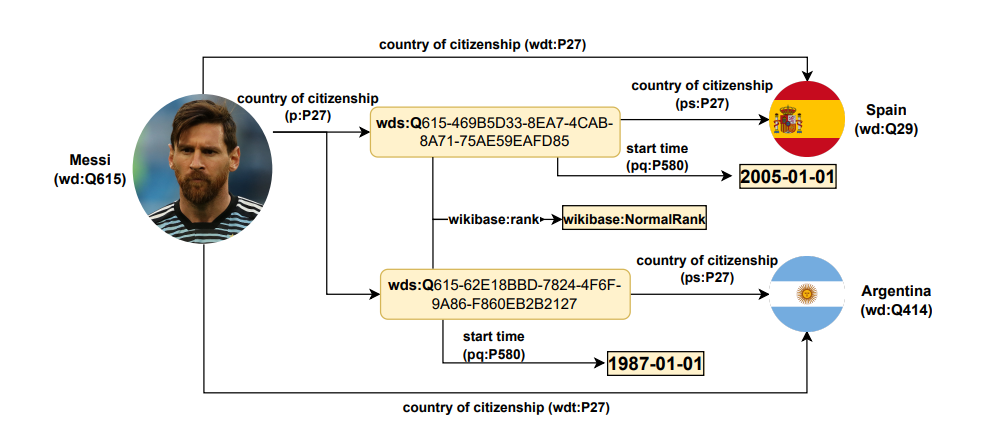 country of citizenship (wdt:P27)
country of citizenship
(p:P27)
country of citizenship
(ps:P27)
wds:Q615-469B5D33-8EA7-4CAB-
8A71-75AE59EAFD85
Spain
(wd:Q29)
Messi
(wd:Q615)
start time
(pq:P580)
2005-01-01
wikibase:rank
wikibase:NormalRank
country of citizenship
(ps:P27)
wds:Q615-62E18BBD-7824-4F6F-
9A86-F860EB2B2127
Argentina
(wd:Q414)
start time
(pq:P580)
1987-01-01
country of citizenship (wdt:P27)